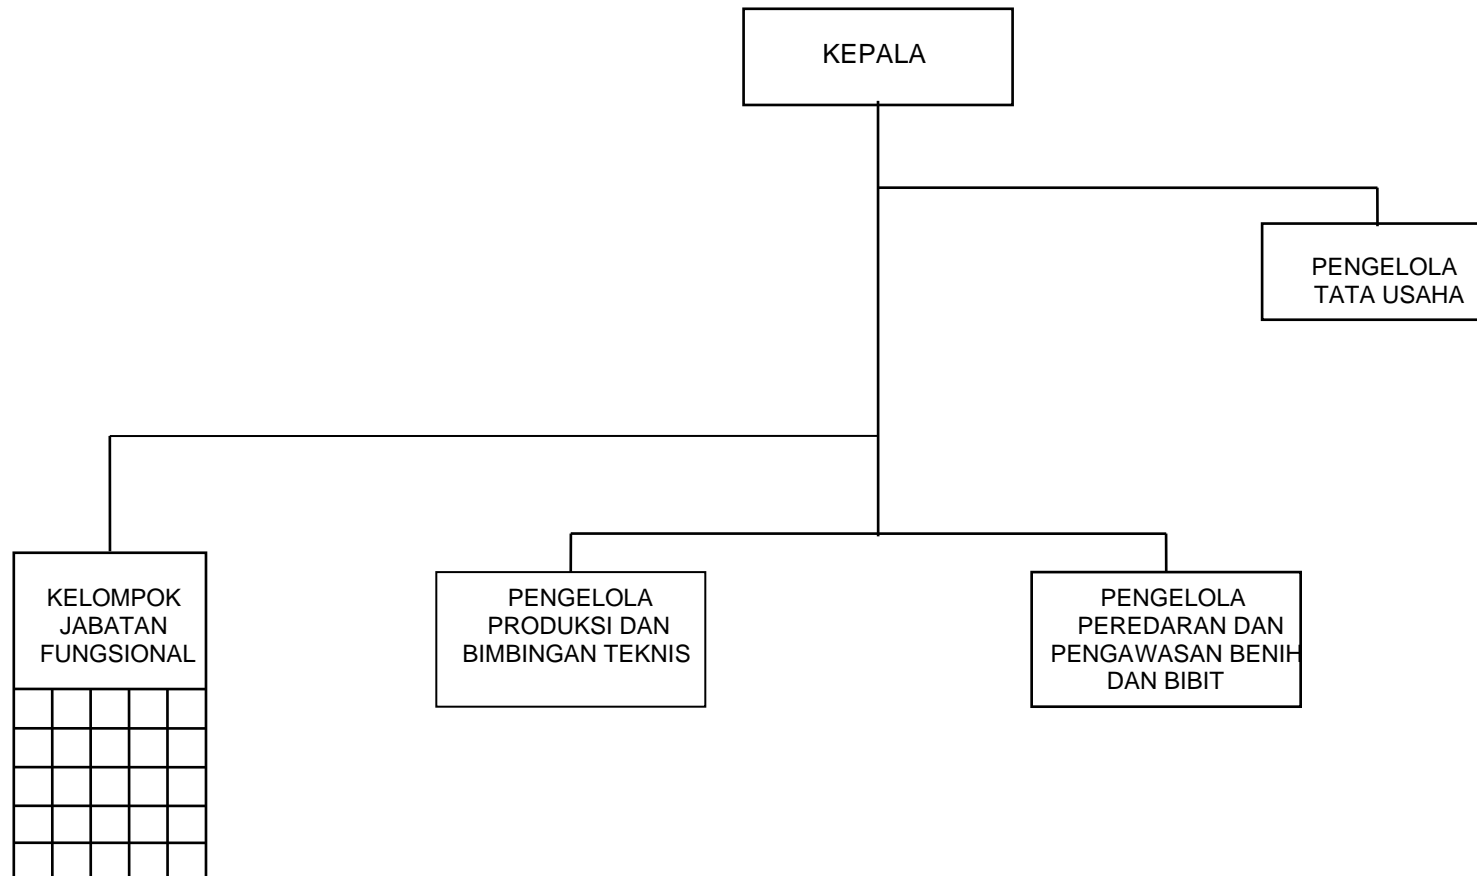 KEPALA
PENGELOLA
TATA USAHA
KELOMPOK
JABATAN
FUNGSIONAL
PENGELOLA
PRODUKSI DAN
BIMBINGAN TEKNIS
PENGELOLA
PEREDARAN DAN
PENGAWASAN BENIH
DAN BIBIT